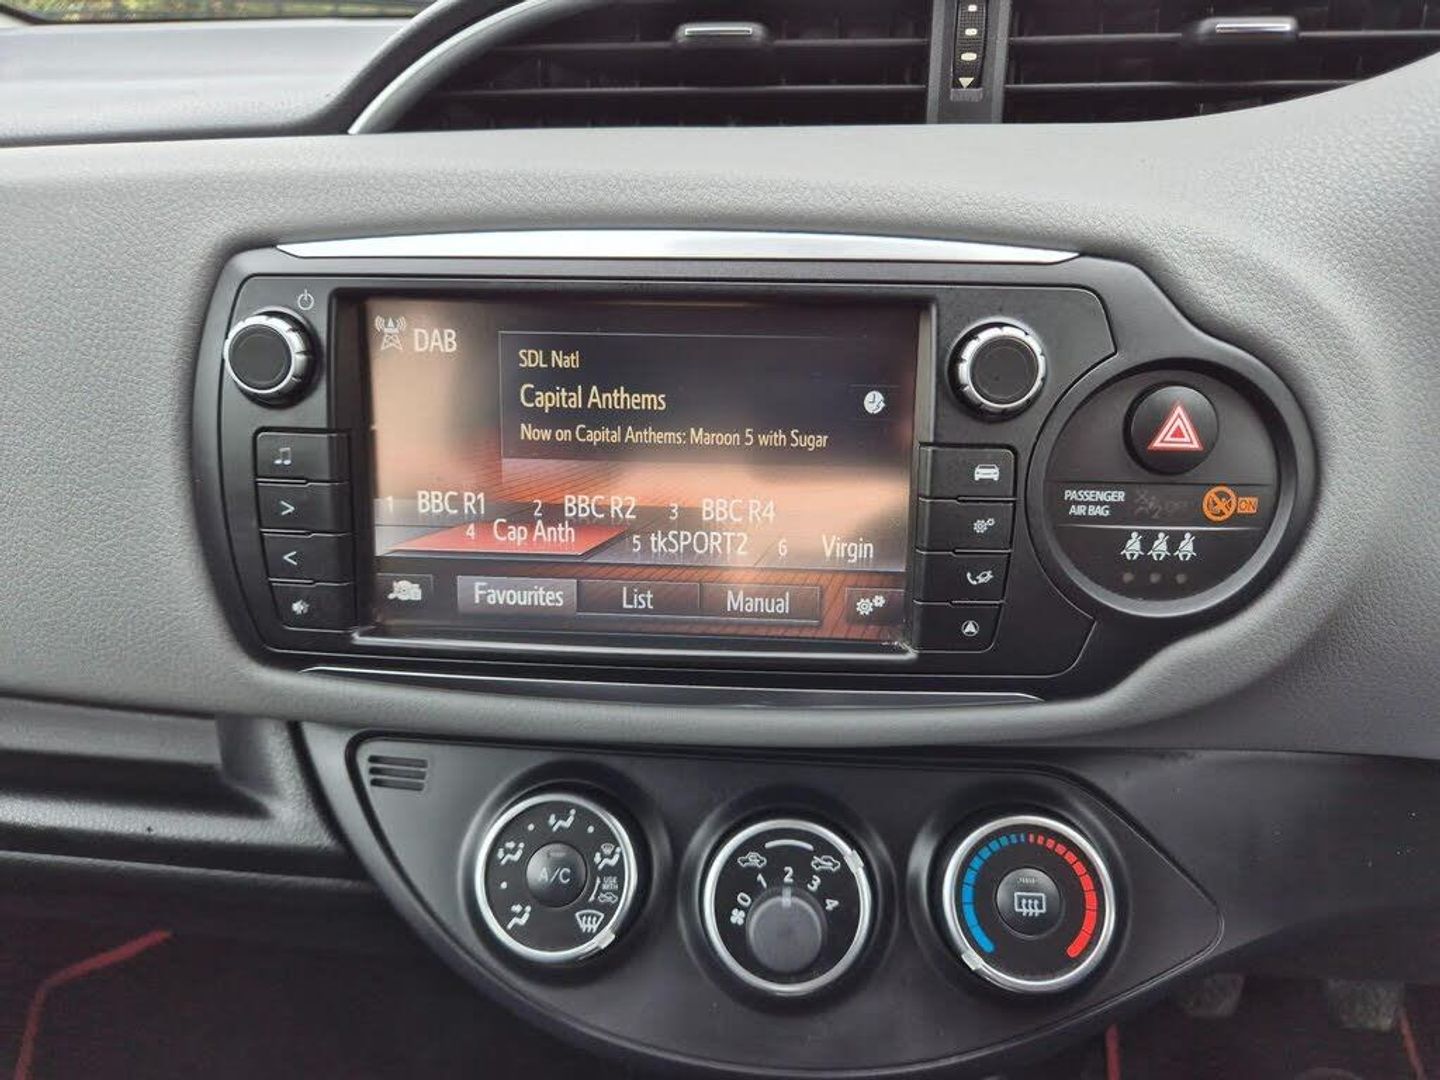 DAB
SDL Natl
Capital Anthems
Now on Capital Anthems: Maroon 5 with Sugar
1 BBC R1 2 BBC R2 3 BBC R4
4 Cap Anth 5 tkSPORT2 6 Virgin
Favourites List Manual
PASSENGER
AIR BAG
ON
A/C
USE
WITH
0 1 2 3 4